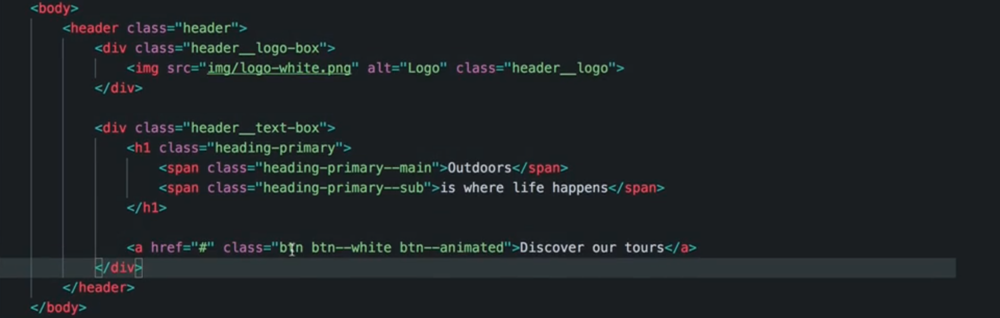 <body>
<header class="header">
<div class="header__logo-box">
<img src="img/logo-white.png" alt="Logo" class="header__logo">
</div>
<div class="header__text-box">
<h1 class="heading-primary">
<span class="heading-primary--main">Outdoors</span>
<span class="heading-primary--sub">is where life happens</span>
</h1>
<a href="#" class="btn btn--white btn--animated">Discover our tours</a>
</div>
</header>
</body>